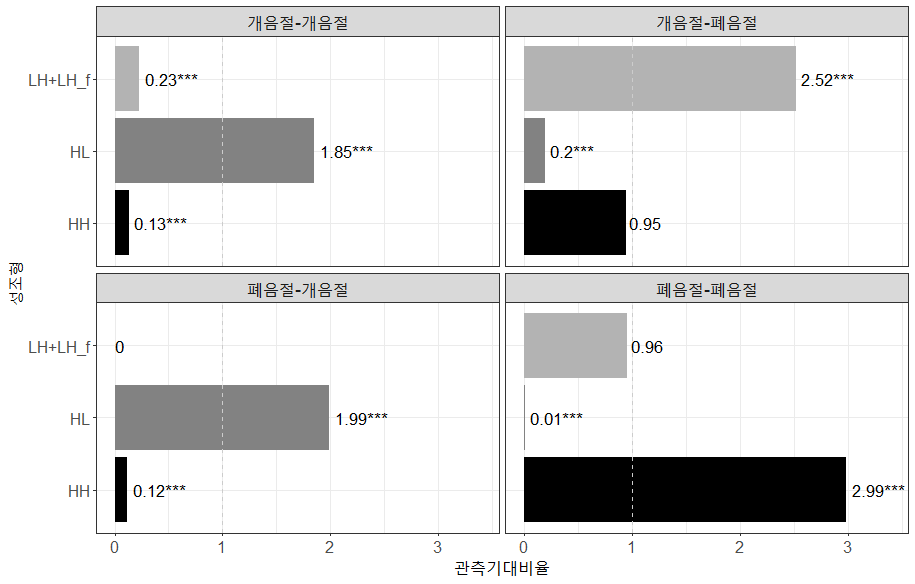 개음절-개음절
개음절-폐음절
LH+LH_f
0.23***
2.52***
HL
1.85***
0.2***
HH
0.13***
0.95
성조형
폐음절-개음절
폐음절-폐음절
LH+LH_f
0
0.96
HL
1.99***
0.01***
HH
0.12***
2.99***
0 1 2 3
0 1 2 3
관측기대비율